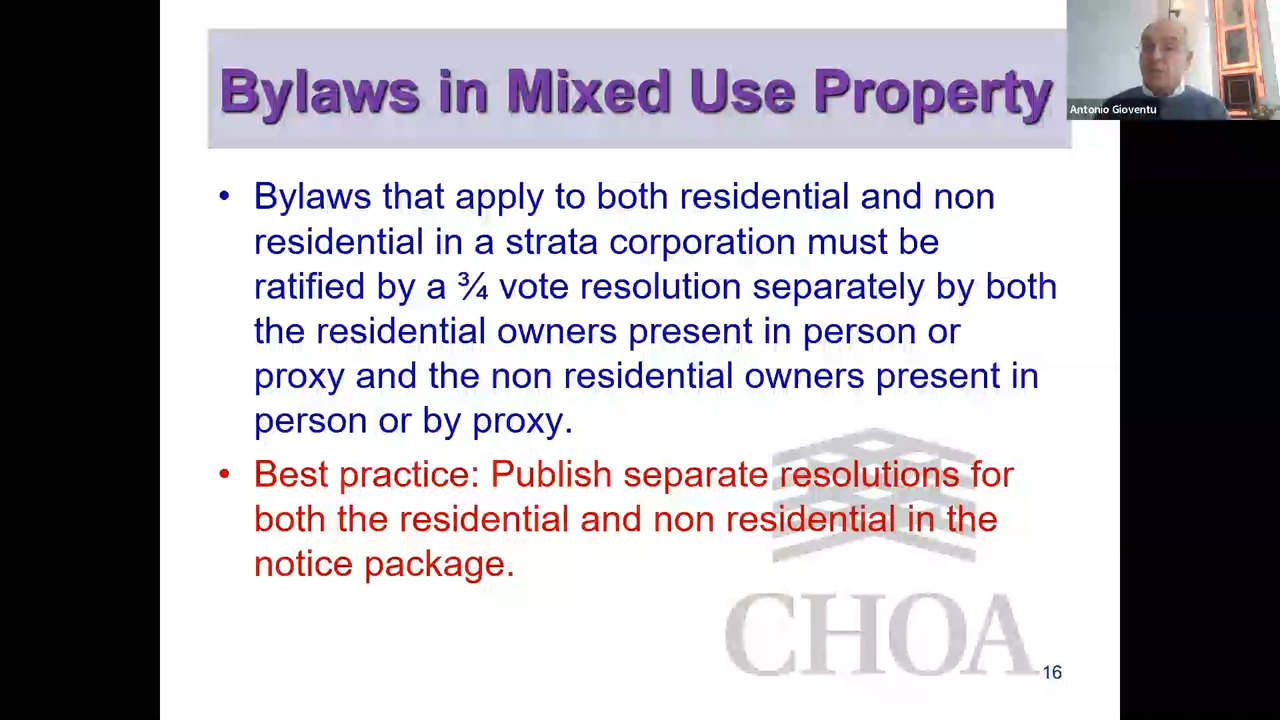 Bylaws in Mixed Use Property
Antonio Gioventu
• Bylaws that apply to both residential and non
residential in a strata corporation must be
ratified by a ¾ vote resolution separately by both
the residential owners present in person or
proxy and the non residential owners present in
person or by proxy.
• Best practice: Publish separate resolutions for
both the residential and non residential in the
notice package.
CHOA
16